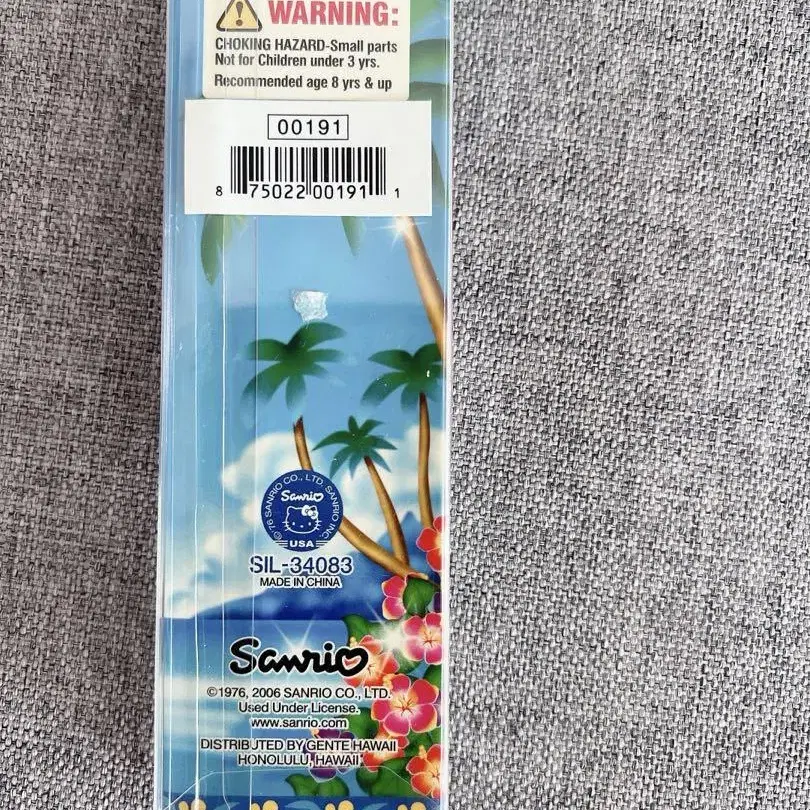 WARNING:
CHOKING HAZARD-Small parts
Not for Children under 3 yrs.
Recommended age 8 yrs & up
00191
8 75022 00191 1
©'76 SANRIO CO., LTD. SANRIO INC.
Sanrio
USA
SIL-34083
MADE IN CHINA
Sanrio
©1976, 2006 SANRIO CO., LTD.
Used Under License.
www.sanrio.com
DISTRIBUTED BY GENTE HAWAII
HONOLULU, HAWAII